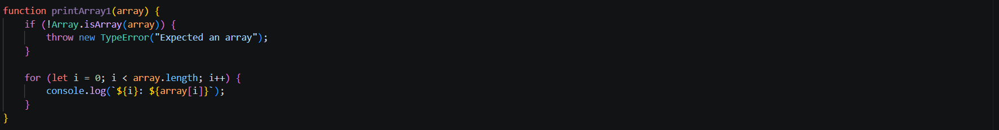 function printArray1(array) {
    if (!Array.isArray(array)) {
        throw new TypeError("Expected an array");
    }

    for (let i = 0; i < array.length; i++) {
        console.log(`${i}: ${array[i]}`);
    }
}